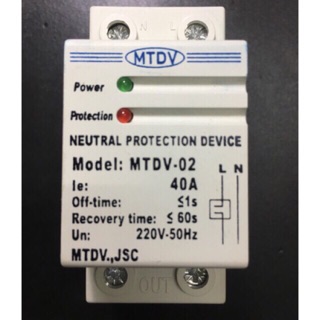 MTDV
Power
Protection
NEUTRAL PROTECTION DEVICE
Model: MTDV-02
L N
Ie: 40A
Off-time: ≤1s
Recovery time: ≤ 60s
Un: 220V-50Hz
MTDV.,JSC
OUT